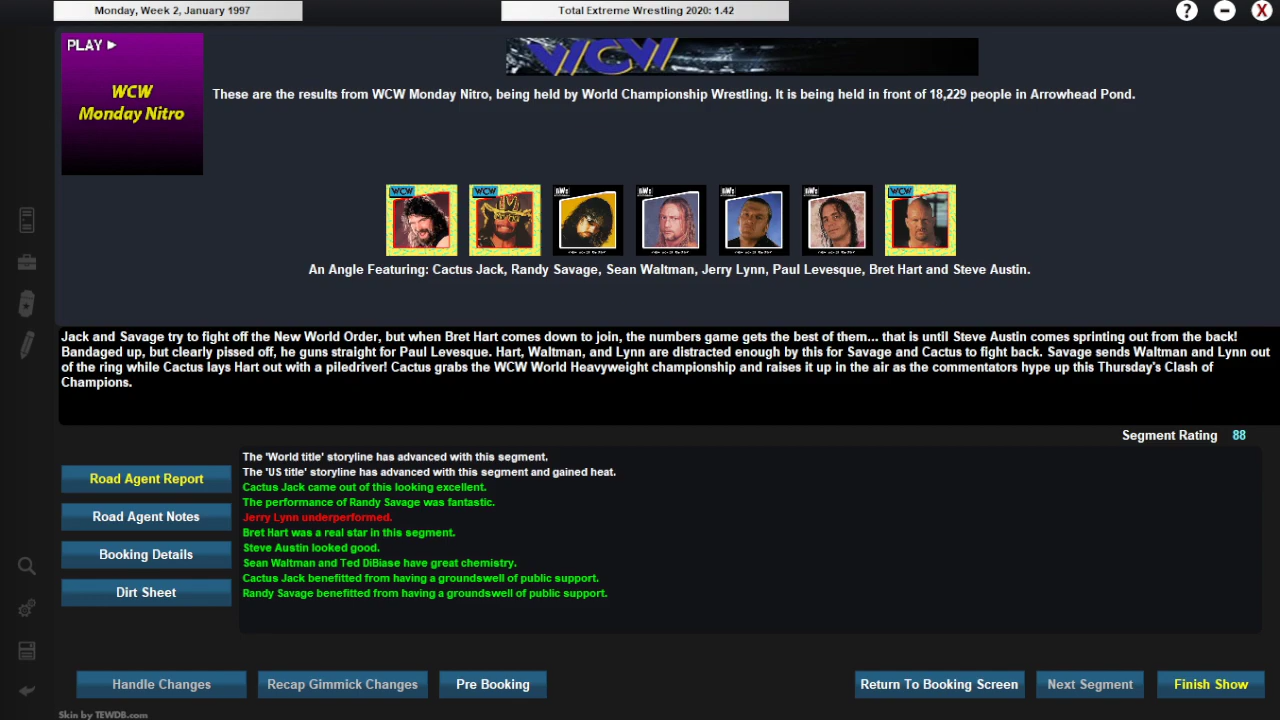 Monday, Week 2, January 1997
Total Extreme Wrestling 2020: 1.42
? – X
PLAY ▶
WCW
Monday Nitro
WCW
These are the results from WCW Monday Nitro, being held by World Championship Wrestling. It is being held in front of 18,229 people in Arrowhead Pond.
WCW WCW WCW
An Angle Featuring: Cactus Jack, Randy Savage, Sean Waltman, Jerry Lynn, Paul Levesque, Bret Hart and Steve Austin.
Jack and Savage try to fight off the New World Order, but when Bret Hart comes down to join, the numbers game gets the best of them... that is until Steve Austin comes sprinting out from the back!
Bandaged up, but clearly pissed off, he guns straight for Paul Levesque. Hart, Waltman, and Lynn are distracted enough by this for Savage and Cactus to fight back. Savage sends Waltman and Lynn out
of the ring while Cactus lays Hart out with a piledriver! Cactus grabs the WCW World Heavyweight championship and raises it up in the air as the commentators hype up this Thursday's Clash of
Champions.
Segment Rating 88
Road Agent Report
Road Agent Notes
Booking Details
Dirt Sheet
The 'World title' storyline has advanced with this segment.
The 'US title' storyline has advanced with this segment and gained heat.
Cactus Jack came out of this looking excellent.
The performance of Randy Savage was fantastic.
Jerry Lynn underperformed.
Bret Hart was a real star in this segment.
Steve Austin looked good.
Sean Waltman and Ted DiBiase have great chemistry.
Cactus Jack benefitted from having a groundswell of public support.
Randy Savage benefitted from having a groundswell of public support.
Handle Changes
Recap Gimmick Changes
Pre Booking
Return To Booking Screen
Next Segment
Finish Show
Skin by TEWDB.com